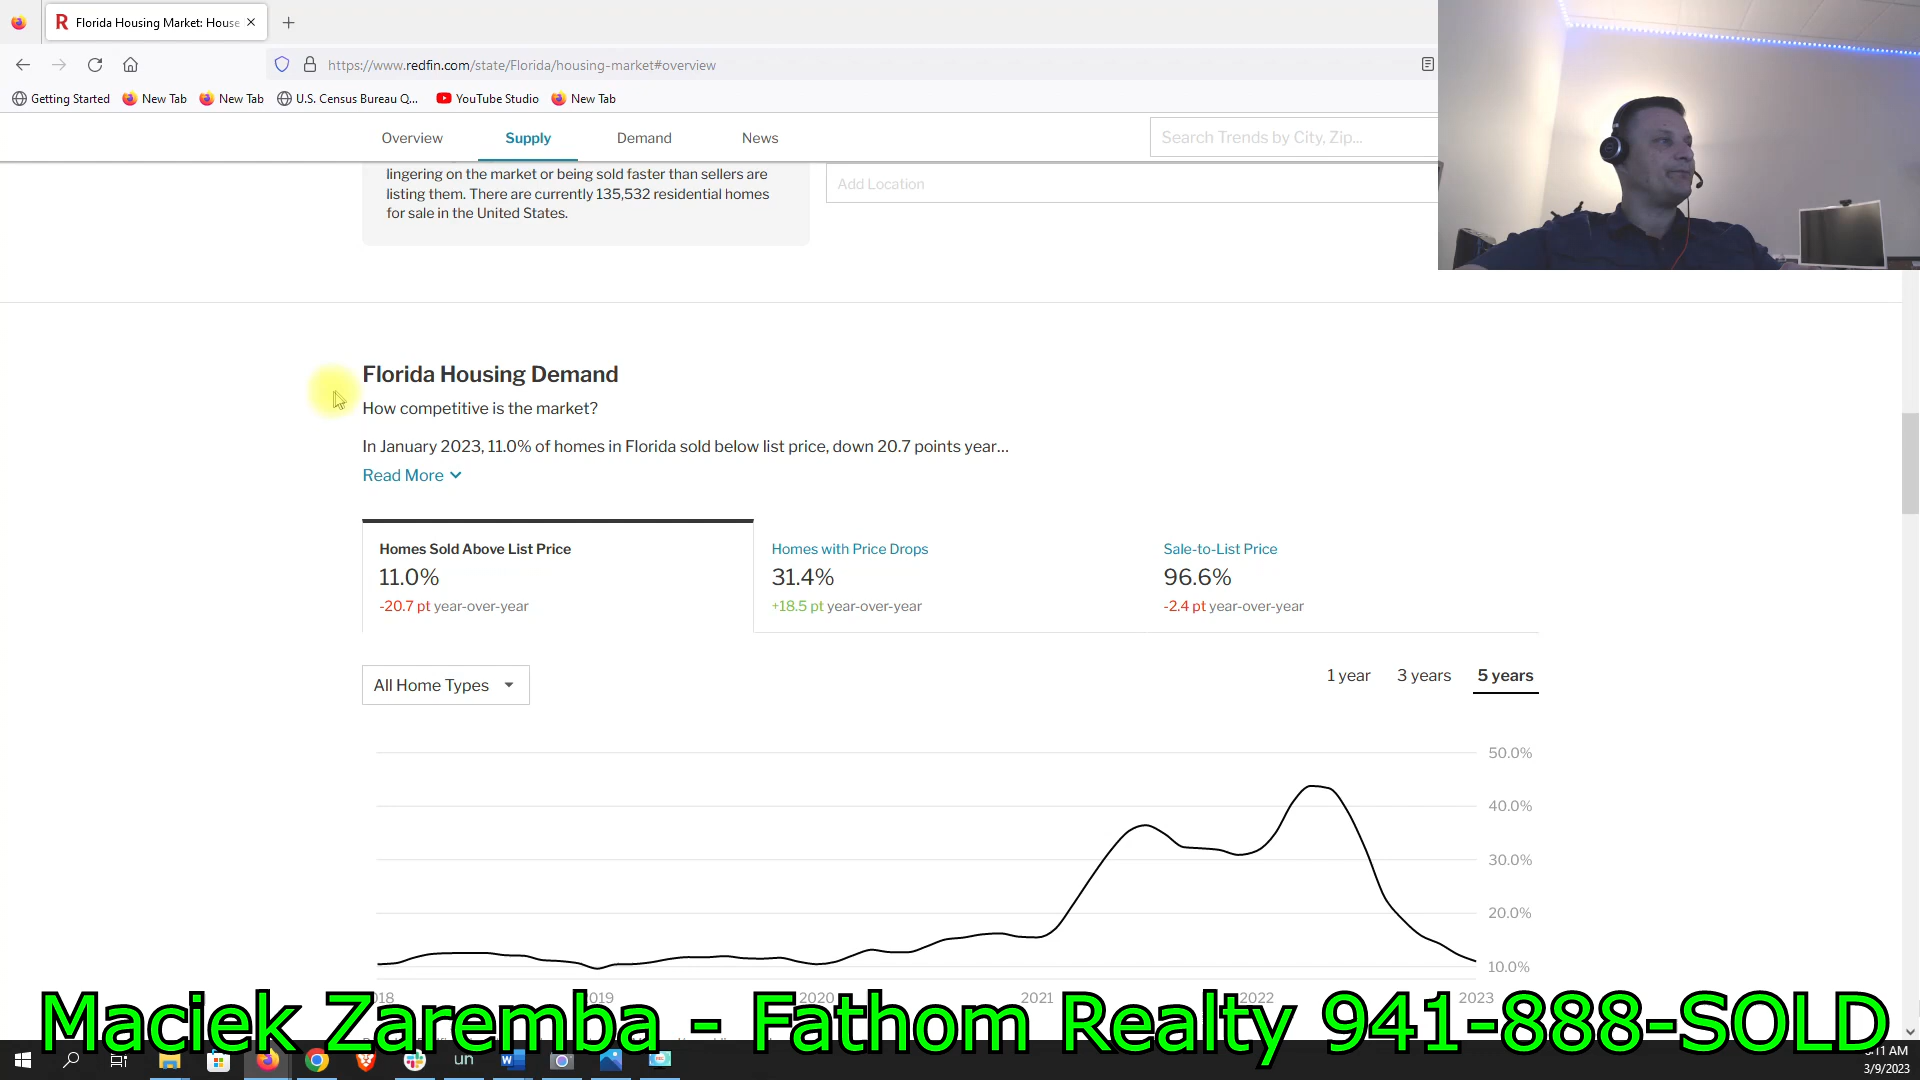 Florida Housing Market: House
https://www.redfin.com/state/Florida/housing-market#overview
Getting Started New Tab New Tab U.S. Census Bureau Q... YouTube Studio New Tab
Overview Supply Demand News Search Trends by City, Zip...
lingering on the market or being sold faster than sellers are
listing them. There are currently 135,532 residential homes
for sale in the United States.
Add Location
Florida Housing Demand
How competitive is the market?
In January 2023, 11.0% of homes in Florida sold below list price, down 20.7 points year...
Read More
Homes Sold Above List Price Homes with Price Drops Sale-to-List Price
11.0% 31.4% 96.6%
-20.7 pt year-over-year +18.5 pt year-over-year -2.4 pt year-over-year
All Home Types 1 year 3 years 5 years
50.0%
40.0%
30.0%
20.0%
10.0%
018 019 2020 2021 2022 2023
Maciek Zaremba - Fathom Realty 941-888-SOLD
un
11 AM
3/9/2023